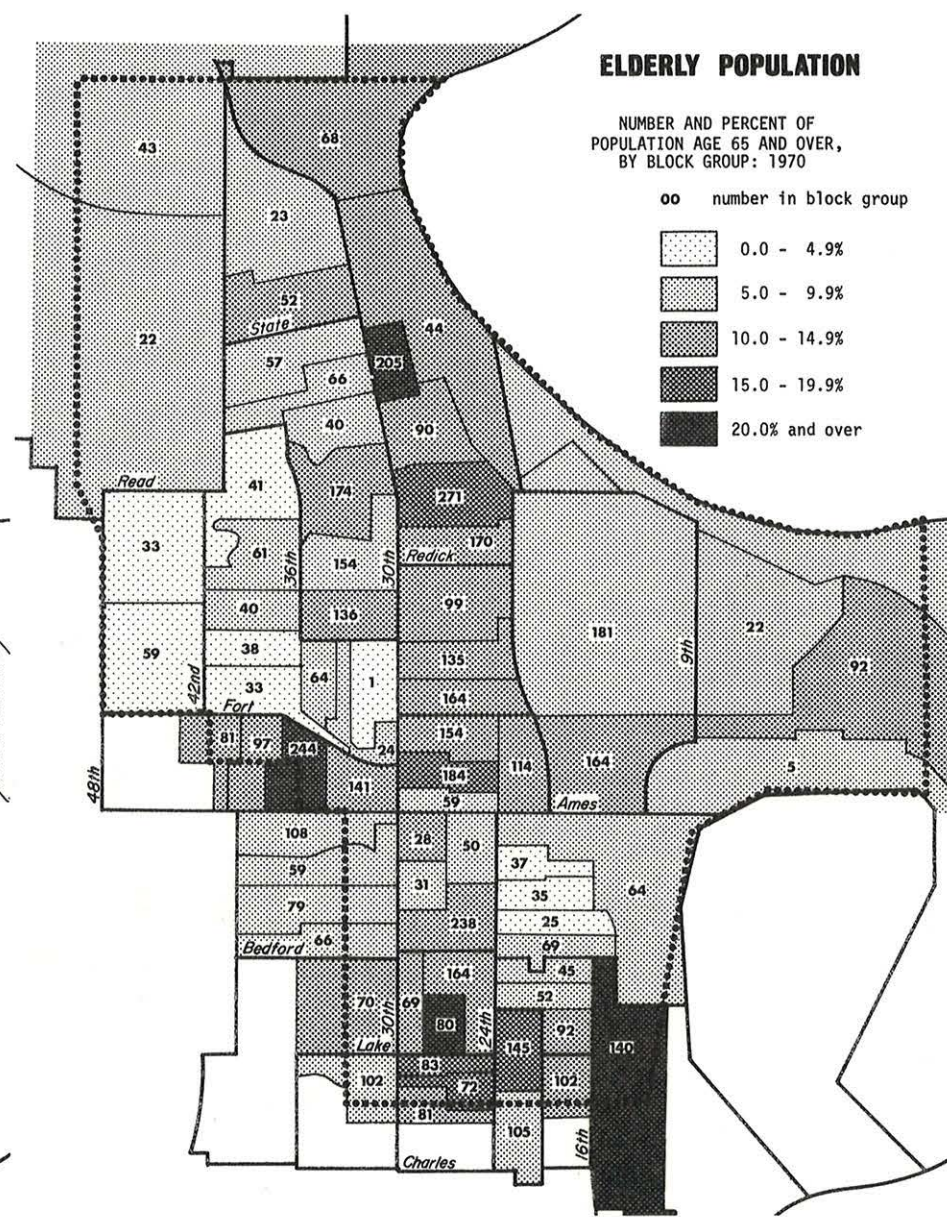 ELDERLY POPULATION
NUMBER AND PERCENT OF
POPULATION AGE 65 AND OVER,
BY BLOCK GROUP: 1970
oo number in block group
0.0 - 4.9%
5.0 - 9.9%
10.0 - 14.9%
15.0 - 19.9%
20.0% and over
43
68
23
52
State
44
22
57
205
66
40
90
Read
41
174
271
33
61
36th
154
30th
Redick
170
40
136
99
181
9th
22
92
59
42nd
38
64
1
135
33
164
Fort
81
97
244
24
154
114
164
48th
141
184
5
59
Ames
108
28
50
37
59
31
35
64
79
25
238
Bedford
66
69
164
45
70
30th
69
52
80
24th
92
Lake
145
140
83
102
72
102
81
105
16th
Charles